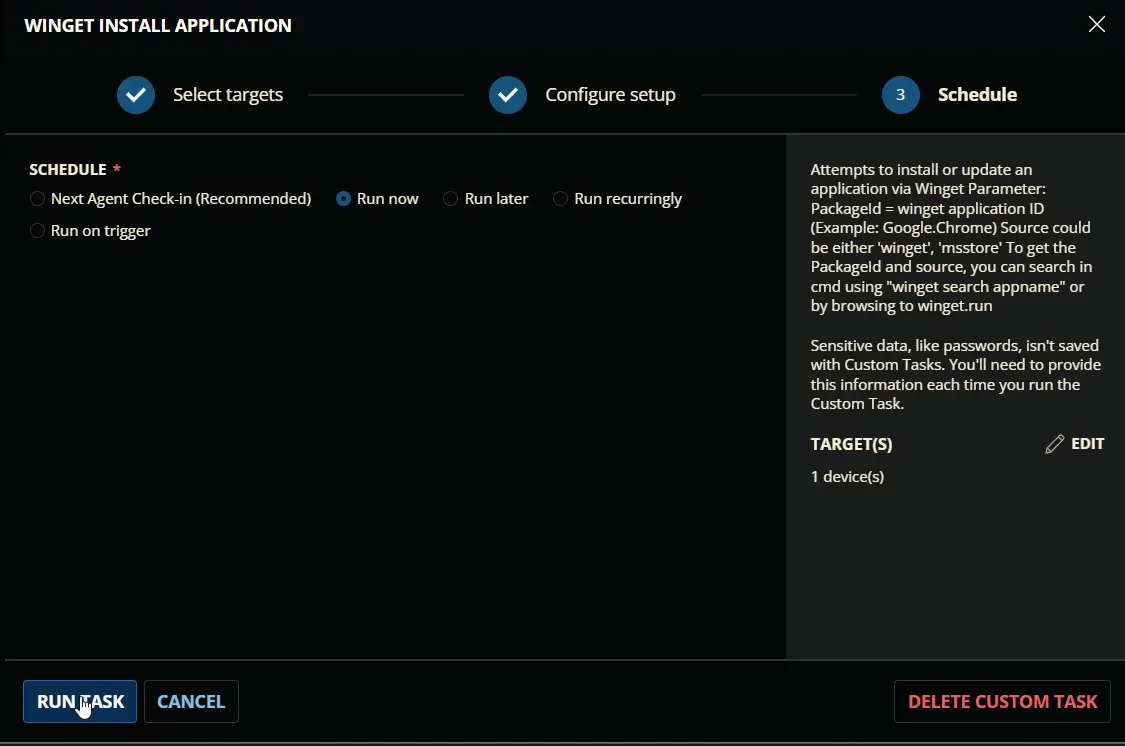 WINGET INSTALL APPLICATION
Select targets
Configure setup
3 Schedule
SCHEDULE *
Next Agent Check-in (Recommended) Run now Run later Run recurringly
Run on trigger
Attempts to install or update an
application via Winget Parameter:
PackageId = winget application ID
(Example: Google.Chrome) Source could
be either 'winget', 'msstore' To get the
PackageId and source, you can search in
cmd using "winget search appname" or
by browsing to winget.run
Sensitive data, like passwords, isn't saved
with Custom Tasks. You'll need to provide
this information each time you run the
Custom Task.
TARGET(S) EDIT
1 device(s)
RUN TASK CANCEL DELETE CUSTOM TASK